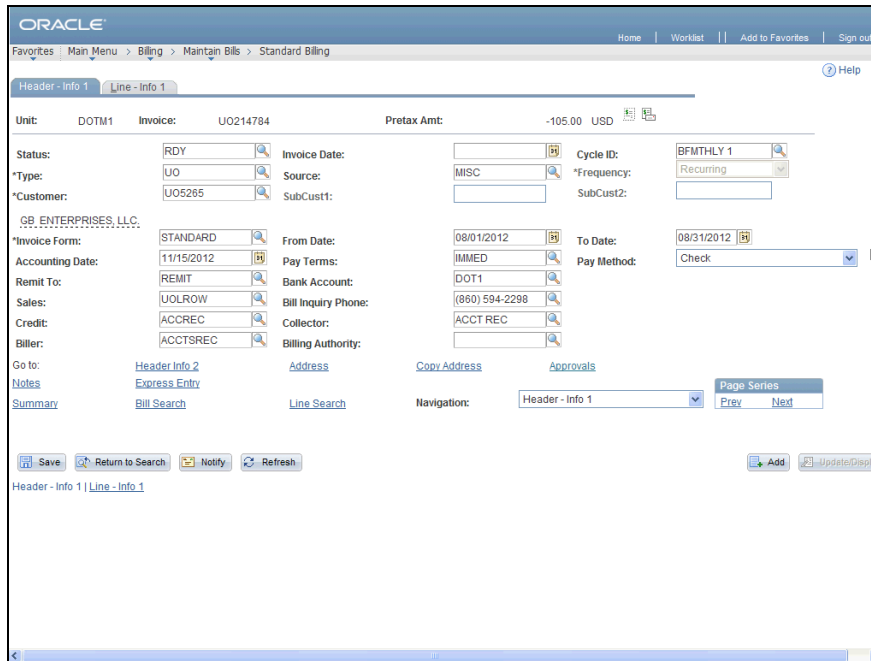 ORACLE
Home | Worklist || Add to Favorites | Sign out
Favorites Main Menu > Billing > Maintain Bills > Standard Billing
Help
Header - Info 1 Line - Info 1
Unit: DOTM1 Invoice: UO214784 Pretax Amt: -105.00 USD
Status: RDY Invoice Date: Cycle ID: BFMTHLY 1
*Type: UO Source: MISC *Frequency: Recurring
*Customer: UO5265 SubCust1: SubCust2:
GB ENTERPRISES, LLC.
*Invoice Form: STANDARD From Date: 08/01/2012 To Date: 08/31/2012
Accounting Date: 11/15/2012 Pay Terms: IMMED Pay Method: Check
Remit To: REMIT Bank Account: DOT1
Sales: UOLROW Bill Inquiry Phone: (860) 594-2298
Credit: ACCREC Collector: ACCT REC
Biller: ACCTSREC Billing Authority:
Go to: Header Info 2 Address Copy Address Approvals
Notes Express Entry Page Series
Summary Bill Search Line Search Navigation: Header - Info 1 Prev Next
Save Return to Search Notify Refresh Add Update/Disp
Header - Info 1 | Line - Info 1